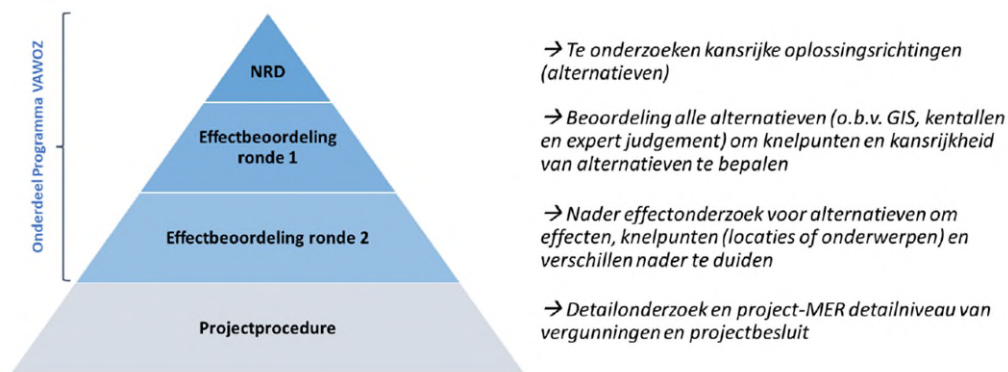 Onderdeel Programma VAWOZ
NRD
→ Te onderzoeken kansrijke oplossingsrichtingen
(alternatieven)
Effectbeoordeling
ronde 1
→ Beoordeling alle alternatieven (o.b.v. GIS, kentallen
en expert judgement) om knelpunten en kansrijkheid
van alternatieven te bepalen
Effectbeoordeling ronde 2
→ Nader effectonderzoek voor alternatieven om
effecten, knelpunten (locaties of onderwerpen) en
verschillen nader te duiden
Projectprocedure
→ Detailonderzoek en project-MER detailniveau van
vergunningen en projectbesluit